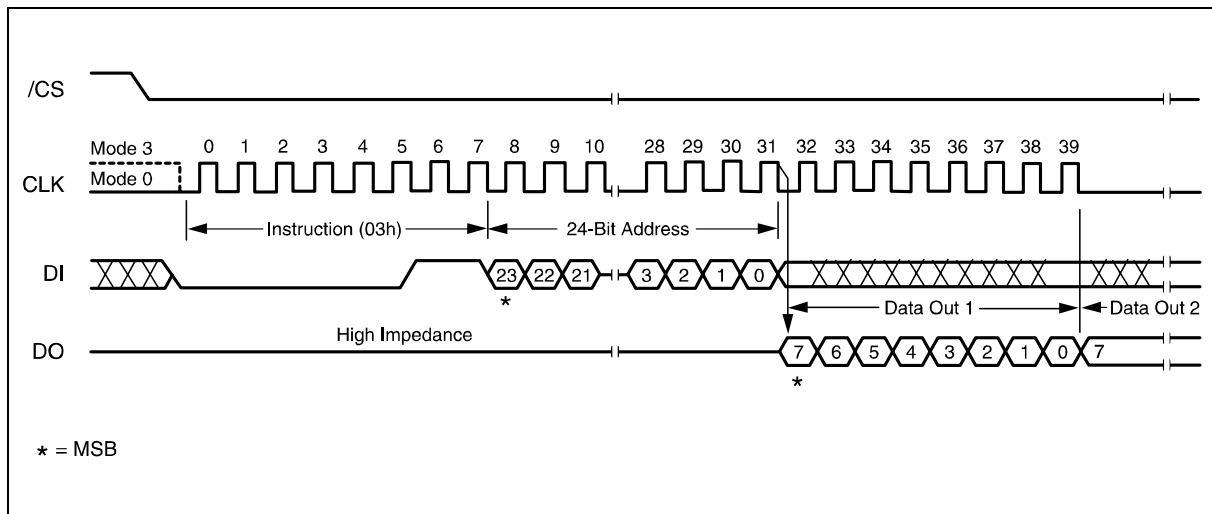 /CS
Mode 3
0 1 2 3 4 5 6 7 8 9 10 28 29 30 31 32 33 34 35 36 37 38 39
CLK
Mode 0
Instruction (03h) 24-Bit Address
DI
23 22 21 3 2 1 0
*
Data Out 1 Data Out 2
High Impedance
DO
7 6 5 4 3 2 1 0 7
*
* = MSB